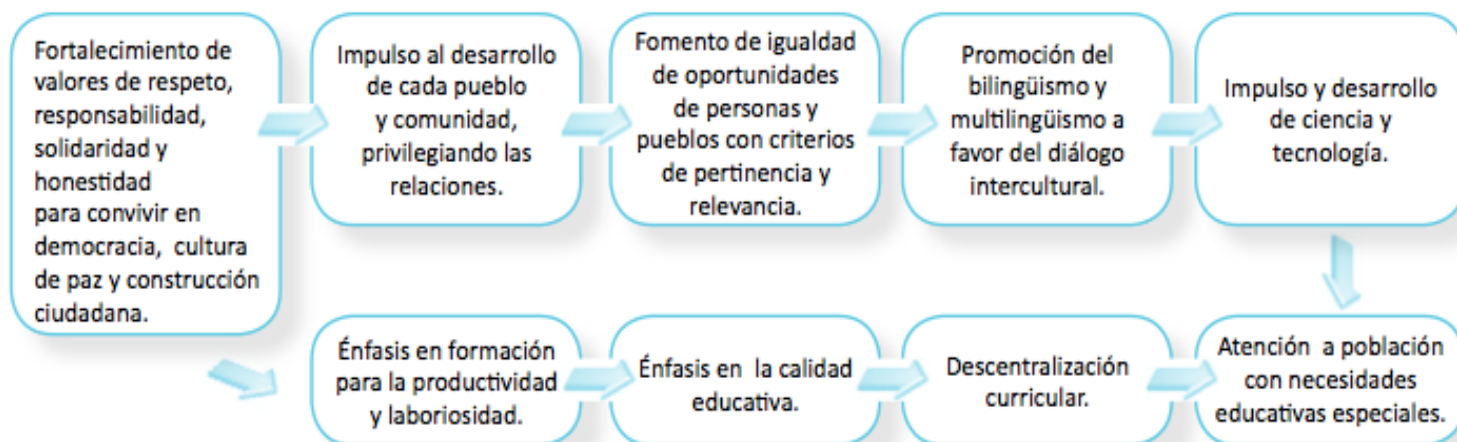 Fortalecimiento de
valores de respeto,
responsabilidad,
solidaridad y
honestidad
para convivir en
democracia, cultura
de paz y construcción
ciudadana.
Impulso al desarrollo
de cada pueblo
y comunidad,
privilegiando las
relaciones.
Fomento de igualdad
de oportunidades
de personas y
pueblos con criterios
de pertinencia y
relevancia.
Promoción del
bilingüismo y
multilingüismo a
favor del diálogo
intercultural.
Impulso y desarrollo
de ciencia y
tecnología.
Énfasis en formación
para la productividad
y laboriosidad.
Énfasis en la calidad
educativa.
Descentralización
curricular.
Atención a población
con necesidades
educativas especiales.